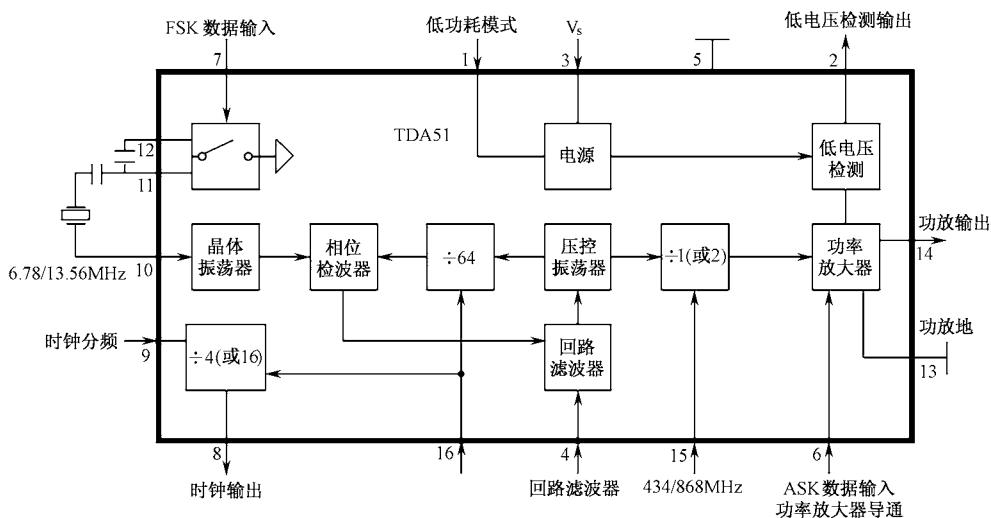 FSK 数据输入
低功耗模式
Vs
低电压检测输出
7
1
3
5
2
TDA51
12
11
电源
低电压
检测
6.78/13.56MHz
10
晶体
振荡器
相位
检波器
÷64
压控
振荡器
÷1(或2)
功率
放大器
功放输出
14
时钟分频
9
÷4(或16)
回路
滤波器
功放地
13
8
16
4
15
6
时钟输出
回路滤波器
434/868MHz
ASK 数据输入
功率放大器导通